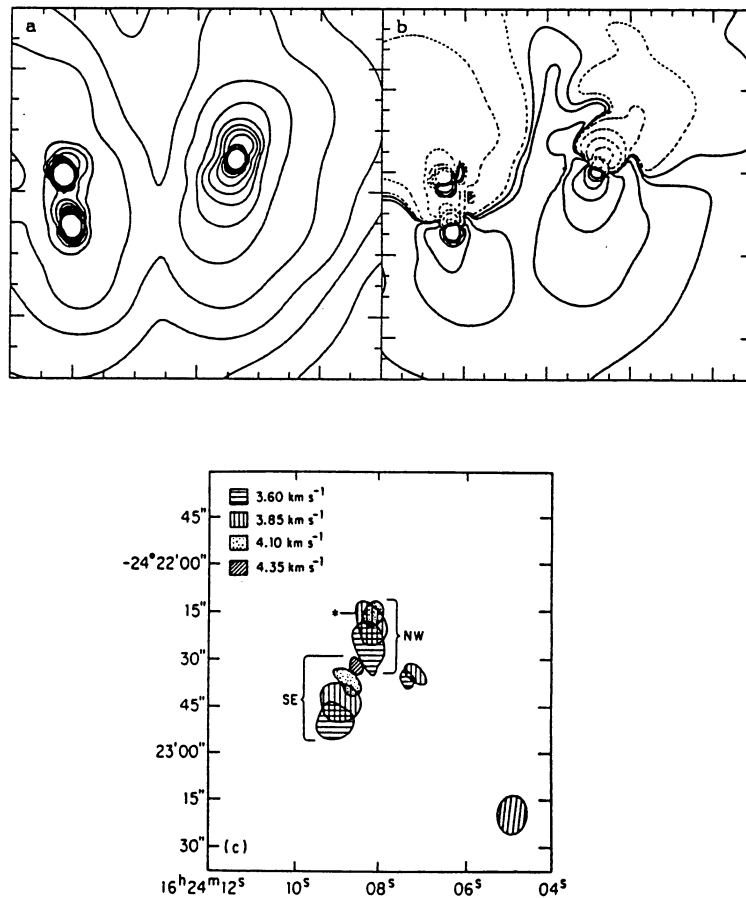 a
b
3.60 km s⁻¹
3.85 km s⁻¹
4.10 km s⁻¹
4.35 km s⁻¹
45"
-24°22'00"
15"
*
NW
30"
SE
45"
23'00"
15"
30"
(c)
16ʰ24ᵐ12ˢ 10ˢ 08ˢ 06ˢ 04ˢ